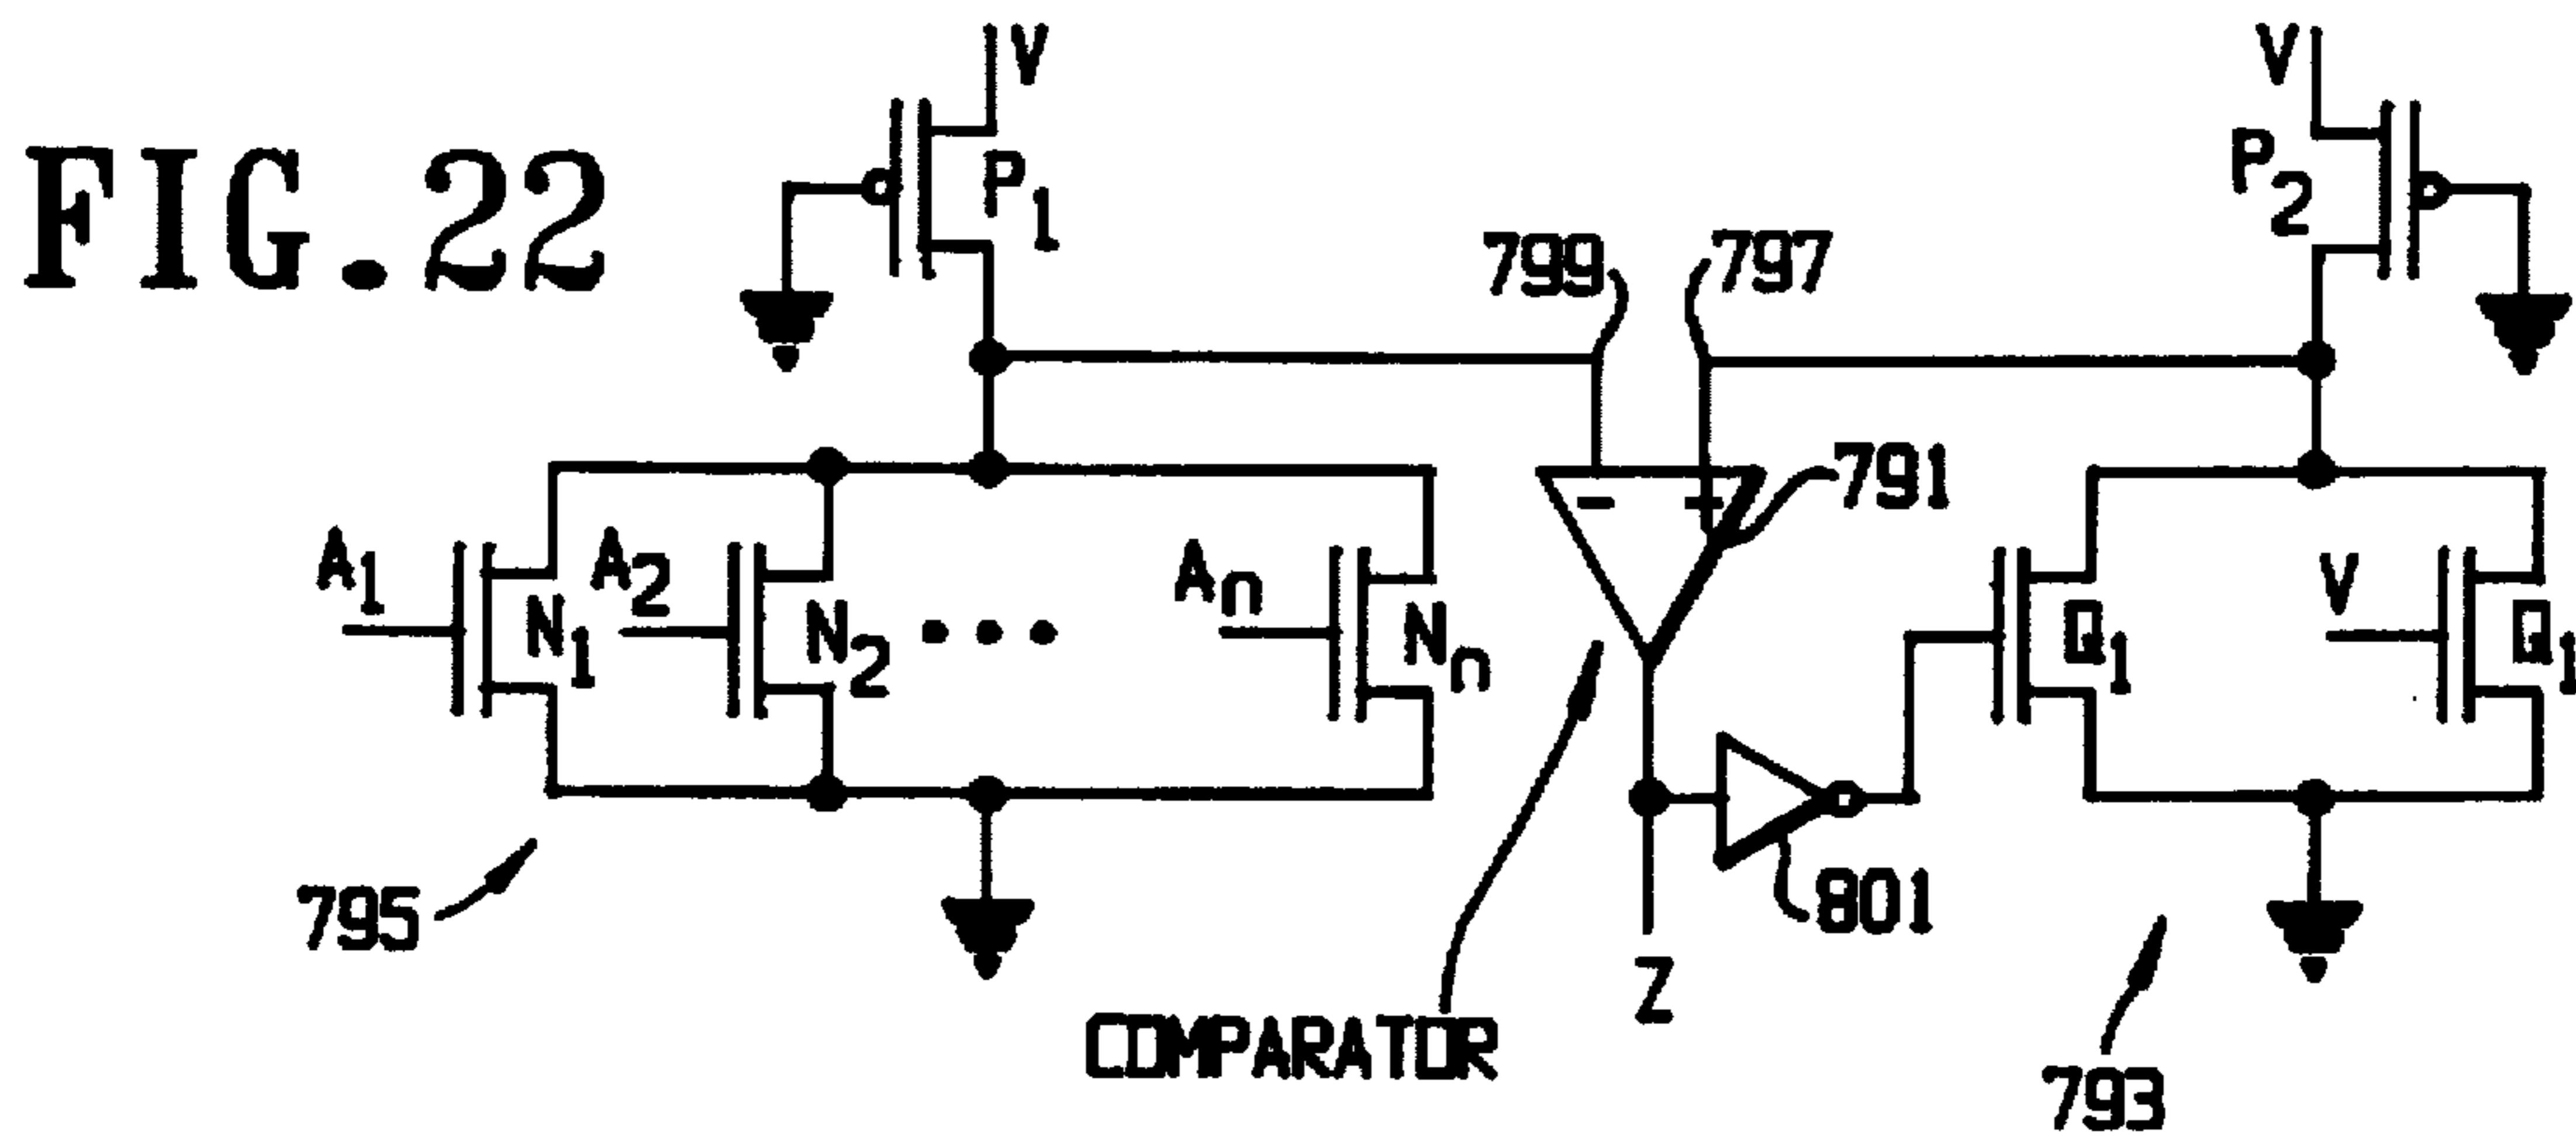 FIG.22
V
V
P1
P2
799
797
791
A1
N1
A2
N2
An
Nn
- +
Q1
V
Q1
801
795
Z
COMPARATOR
793